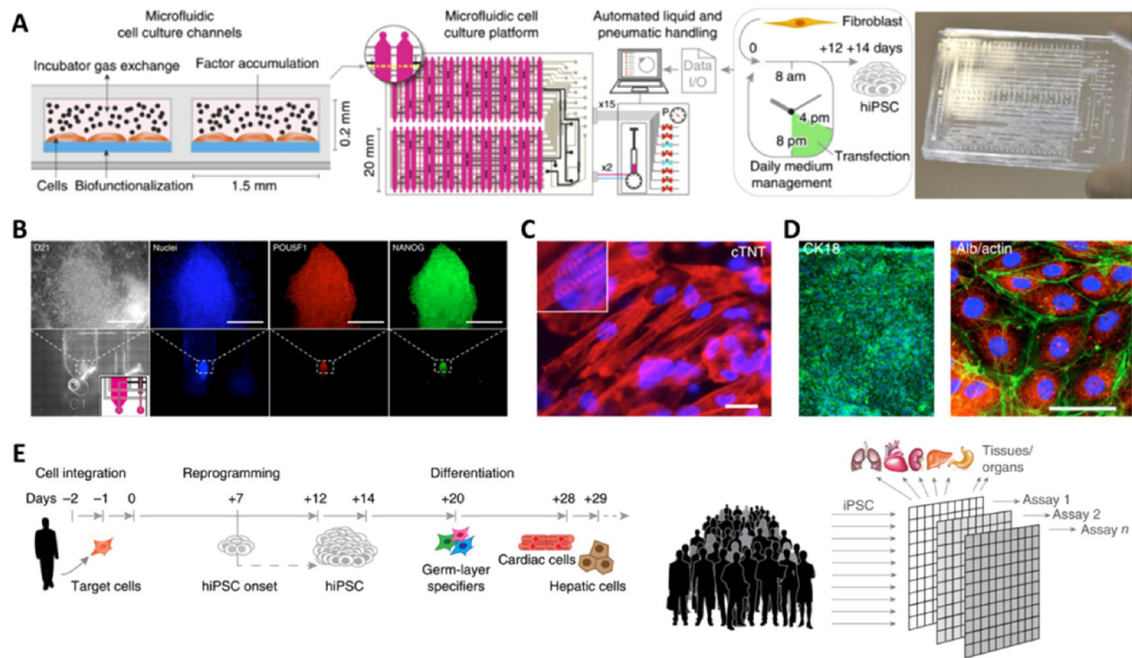 A
Microfluidic
cell culture channels
Incubator gas exchange
Factor accumulation
0.2 mm
Cells
Biofunctionalization
1.5 mm
Microfluidic cell
culture platform
20 mm
Automated liquid and
pneumatic handling
Data
I/O
x15
P
x2
Fibroblast
0
+12 +14 days
8 am
hiPSC
4 pm
8 pm
Transfection
Daily medium
management
B
D21
Nuclei
POU5F1
NANOG
C
cTNT
D
CK18
Alb/actin
E
Cell integration
Reprogramming
Differentiation
Days –2 –1 0 +7 +12 +14 +20 +28 +29
Target cells
hiPSC onset
hiPSC
Germ-layer
specifiers
Cardiac cells
Hepatic cells
Tissues/
organs
iPSC
Assay 1
Assay 2
Assay n